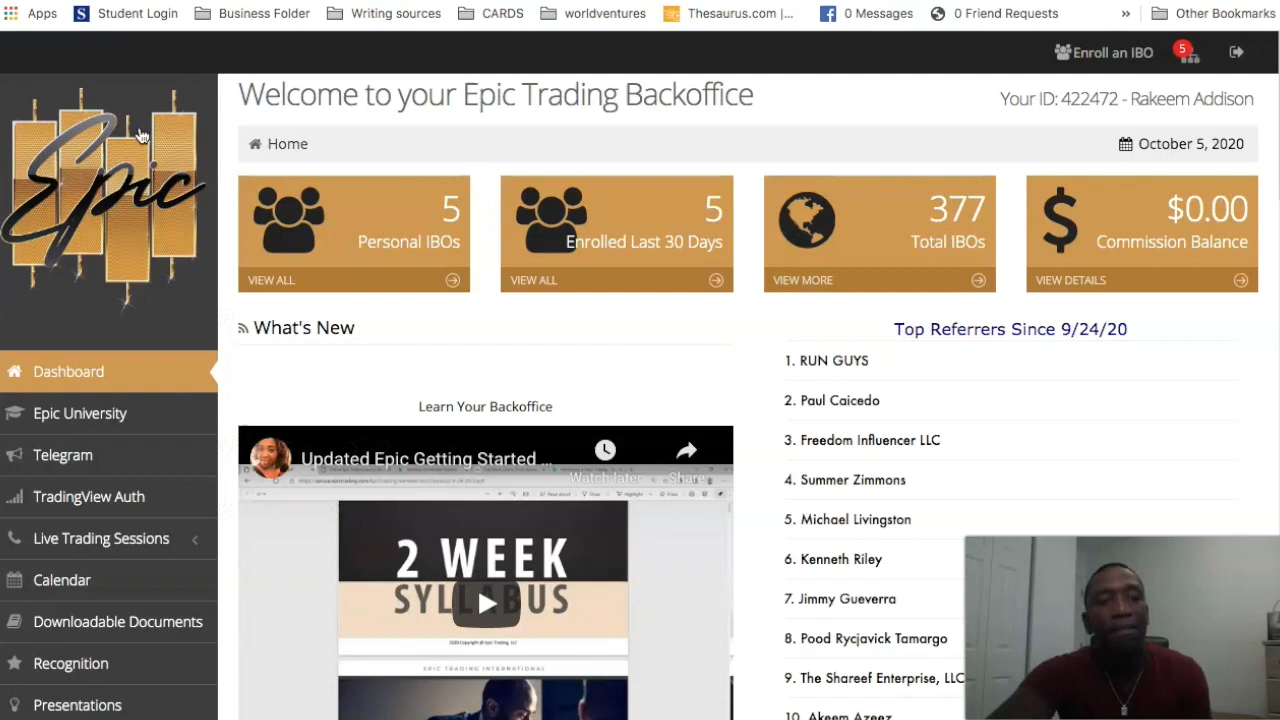 Apps Student Login Business Folder Writing sources CARDS worldventures Thesaurus.com |... 0 Messages 0 Friend Requests » Other Bookmarks
Enroll an IBO 5
Epic
Welcome to your Epic Trading Backoffice
Your ID: 422472 - Rakeem Addison
Home
October 5, 2020
5
Personal IBOs
VIEW ALL
5
Enrolled Last 30 Days
VIEW ALL
377
Total IBOs
VIEW MORE
$0.00
Commission Balance
VIEW DETAILS
Dashboard
Epic University
Telegram
TradingView Auth
Live Trading Sessions
Calendar
Downloadable Documents
Recognition
Presentations
What's New
Learn Your Backoffice
Updated Epic Getting Started ...
Watch later
Share
2 WEEK
SYLLABUS
2020 Copyright @ Epic Trading, LLC
EPIC TRADING INTERNATIONAL
Top Referrers Since 9/24/20
1. RUN GUYS
2. Paul Caicedo
3. Freedom Influencer LLC
4. Summer Zimmons
5. Michael Livingston
6. Kenneth Riley
7. Jimmy Gueverra
8. Pood Rycjavick Tamargo
9. The Shareef Enterprise, LLC
10. Akeem Azeez